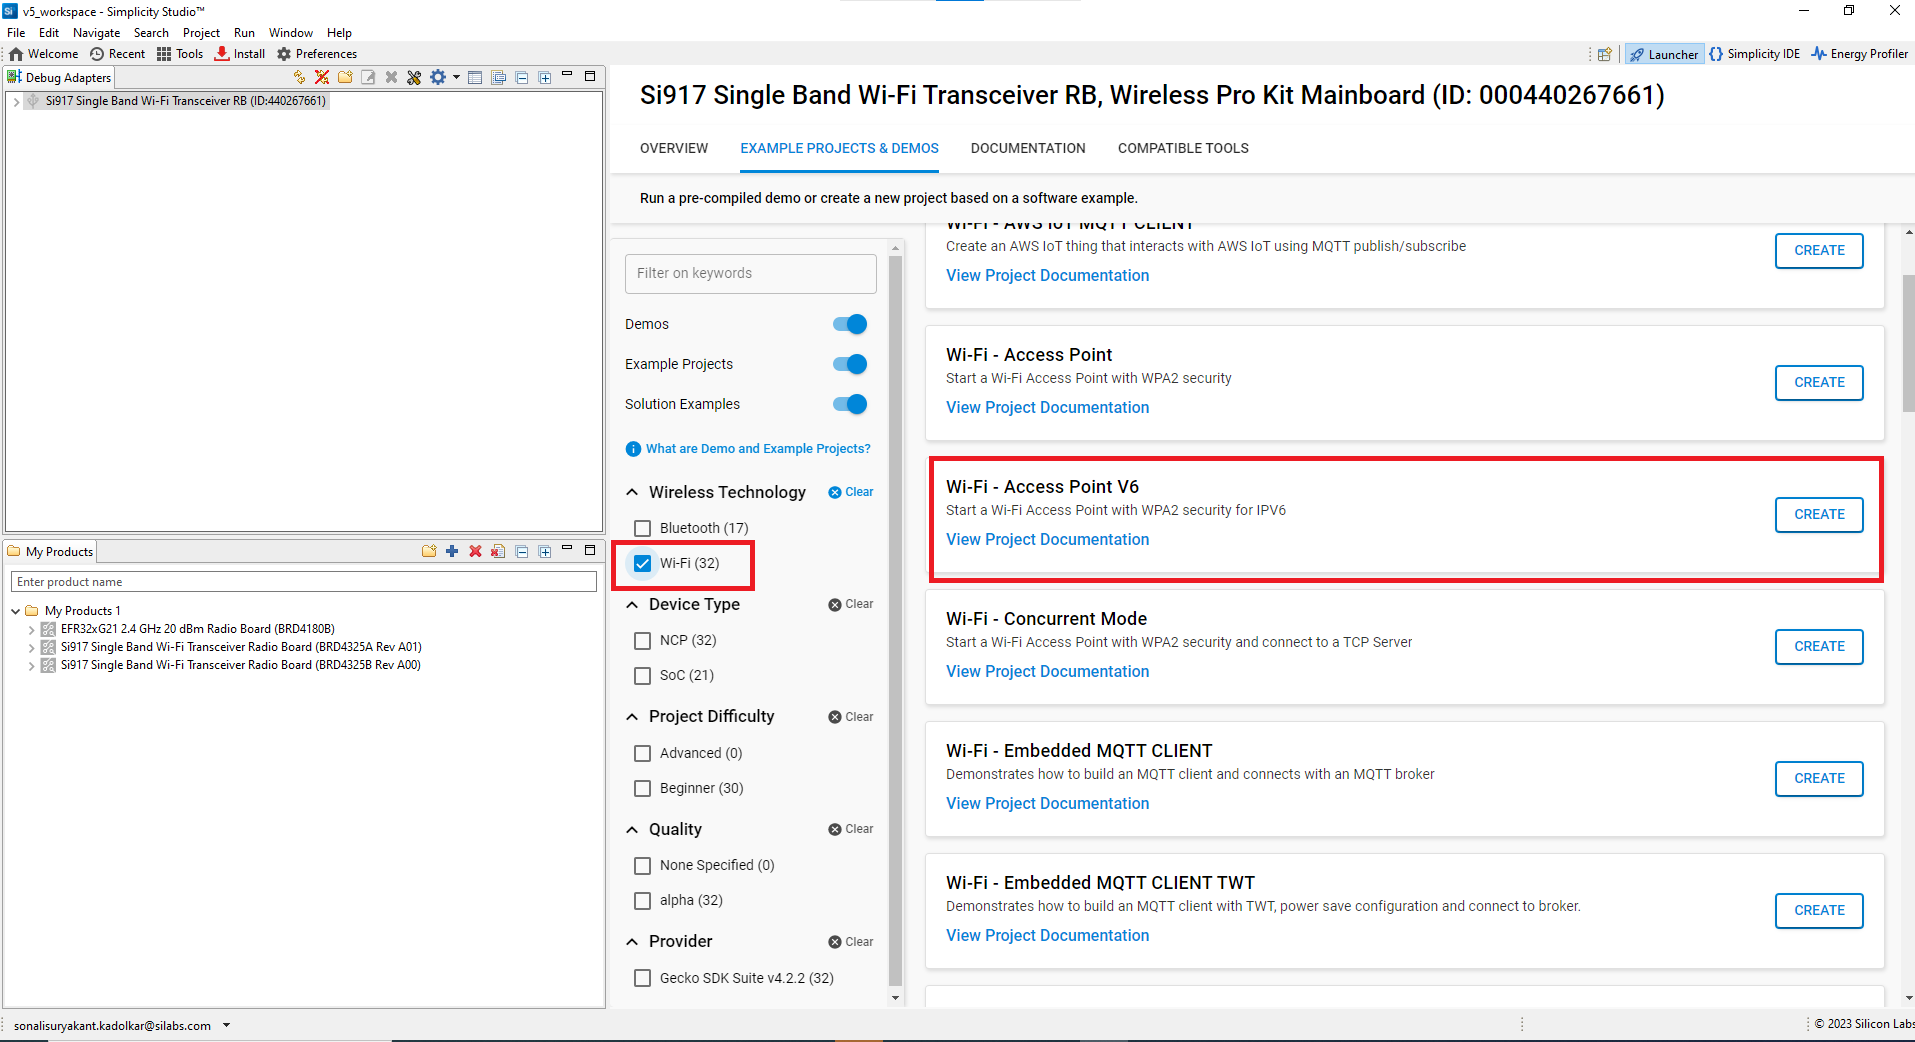 Si v5_workspace - Simplicity Studio™
File Edit Navigate Search Project Run Window Help
Welcome Recent Tools Install Preferences
Launcher {} Simplicity IDE Energy Profiler
Debug Adapters
Si917 Single Band Wi-Fi Transceiver RB (ID:440267661)
My Products
Enter product name
My Products 1
EFR32xG21 2.4 GHz 20 dBm Radio Board (BRD4180B)
Si917 Single Band Wi-Fi Transceiver Radio Board (BRD4325A Rev A01)
Si917 Single Band Wi-Fi Transceiver Radio Board (BRD4325B Rev A00)
Si917 Single Band Wi-Fi Transceiver RB, Wireless Pro Kit Mainboard (ID: 000440267661)
OVERVIEW EXAMPLE PROJECTS & DEMOS DOCUMENTATION COMPATIBLE TOOLS
Run a pre-compiled demo or create a new project based on a software example.
Filter on keywords
Demos
Example Projects
Solution Examples
What are Demo and Example Projects?
Wireless Technology Clear
Bluetooth (17)
Wi-Fi (32)
Device Type Clear
NCP (32)
SoC (21)
Project Difficulty Clear
Advanced (0)
Beginner (30)
Quality Clear
None Specified (0)
alpha (32)
Provider Clear
Gecko SDK Suite v4.2.2 (32)
Wi-Fi - AWS IoT MQTT CLIENT
Create an AWS IoT thing that interacts with AWS IoT using MQTT publish/subscribe
View Project Documentation
CREATE
Wi-Fi - Access Point
Start a Wi-Fi Access Point with WPA2 security
View Project Documentation
CREATE
Wi-Fi - Access Point V6
Start a Wi-Fi Access Point with WPA2 security for IPV6
View Project Documentation
CREATE
Wi-Fi - Concurrent Mode
Start a Wi-Fi Access Point with WPA2 security and connect to a TCP Server
View Project Documentation
CREATE
Wi-Fi - Embedded MQTT CLIENT
Demonstrates how to build an MQTT client and connects with an MQTT broker
View Project Documentation
CREATE
Wi-Fi - Embedded MQTT CLIENT TWT
Demonstrates how to build an MQTT client with TWT, power save configuration and connect to broker.
View Project Documentation
CREATE
sonalisuryakant.kadolkar@silabs.com
© 2023 Silicon Labs